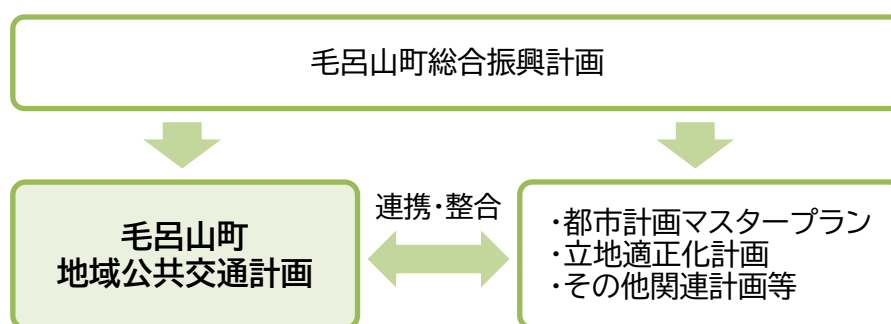 毛呂山町総合振興計画
毛呂山町
地域公共交通計画
連携・整合
・都市計画マスタープラン
・立地適正化計画
・その他関連計画等